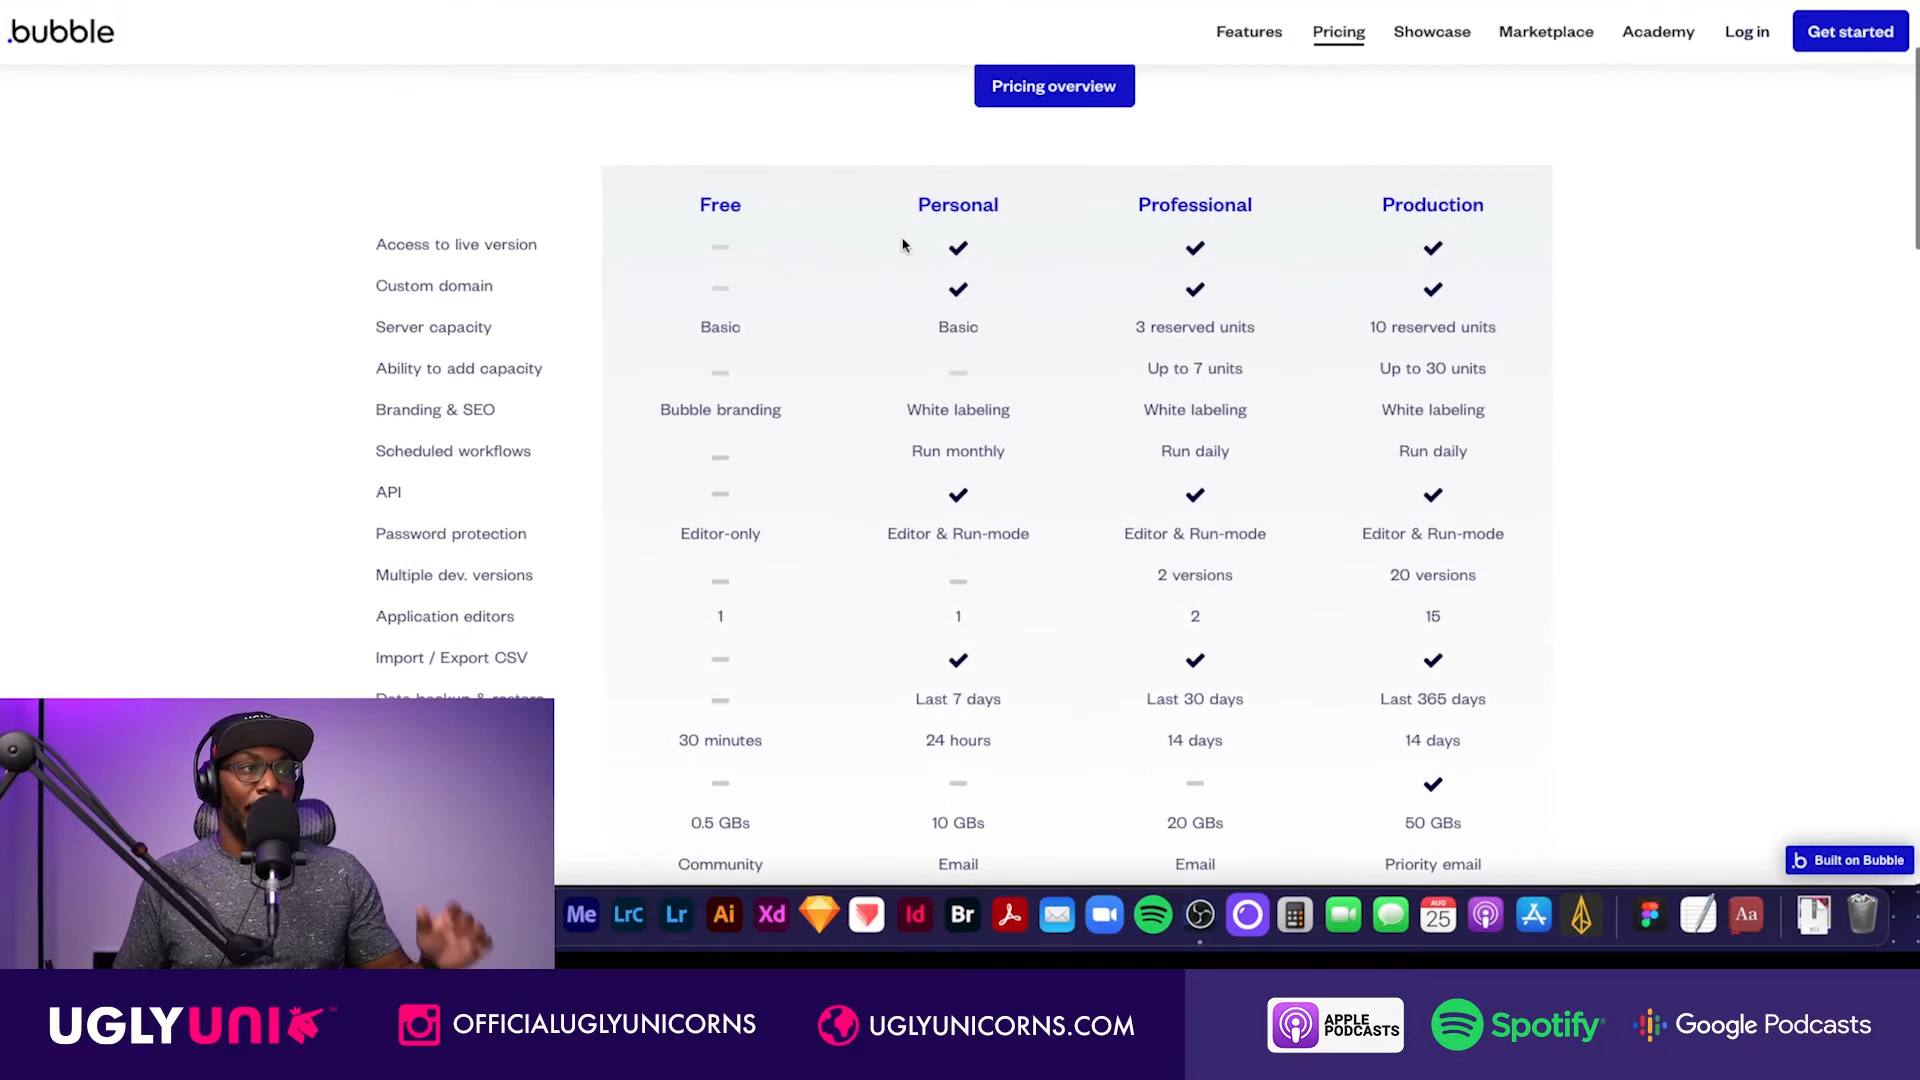 .bubble
Features Pricing Showcase Marketplace Academy Log in Get started
Pricing overview
Free Personal Professional Production
Access to live version
Custom domain
Server capacity Basic Basic 3 reserved units 10 reserved units
Ability to add capacity Up to 7 units Up to 30 units
Branding & SEO Bubble branding White labeling White labeling White labeling
Scheduled workflows Run monthly Run daily Run daily
API
Password protection Editor-only Editor & Run-mode Editor & Run-mode Editor & Run-mode
Multiple dev. versions 2 versions 20 versions
Application editors 1 1 2 15
Import / Export CSV
Data backup & restore Last 7 days Last 30 days Last 365 days
30 minutes 24 hours 14 days 14 days
0.5 GBs 10 GBs 20 GBs 50 GBs
Community Email Email Priority email
b Built on Bubble
Me LrC Lr Ai Xd Id Br AUG 25 Aa
UGLYUNI ™ OFFICIALUGLYUNICORNS UGLYUNICORNS.COM APPLE PODCASTS Spotify Google Podcasts